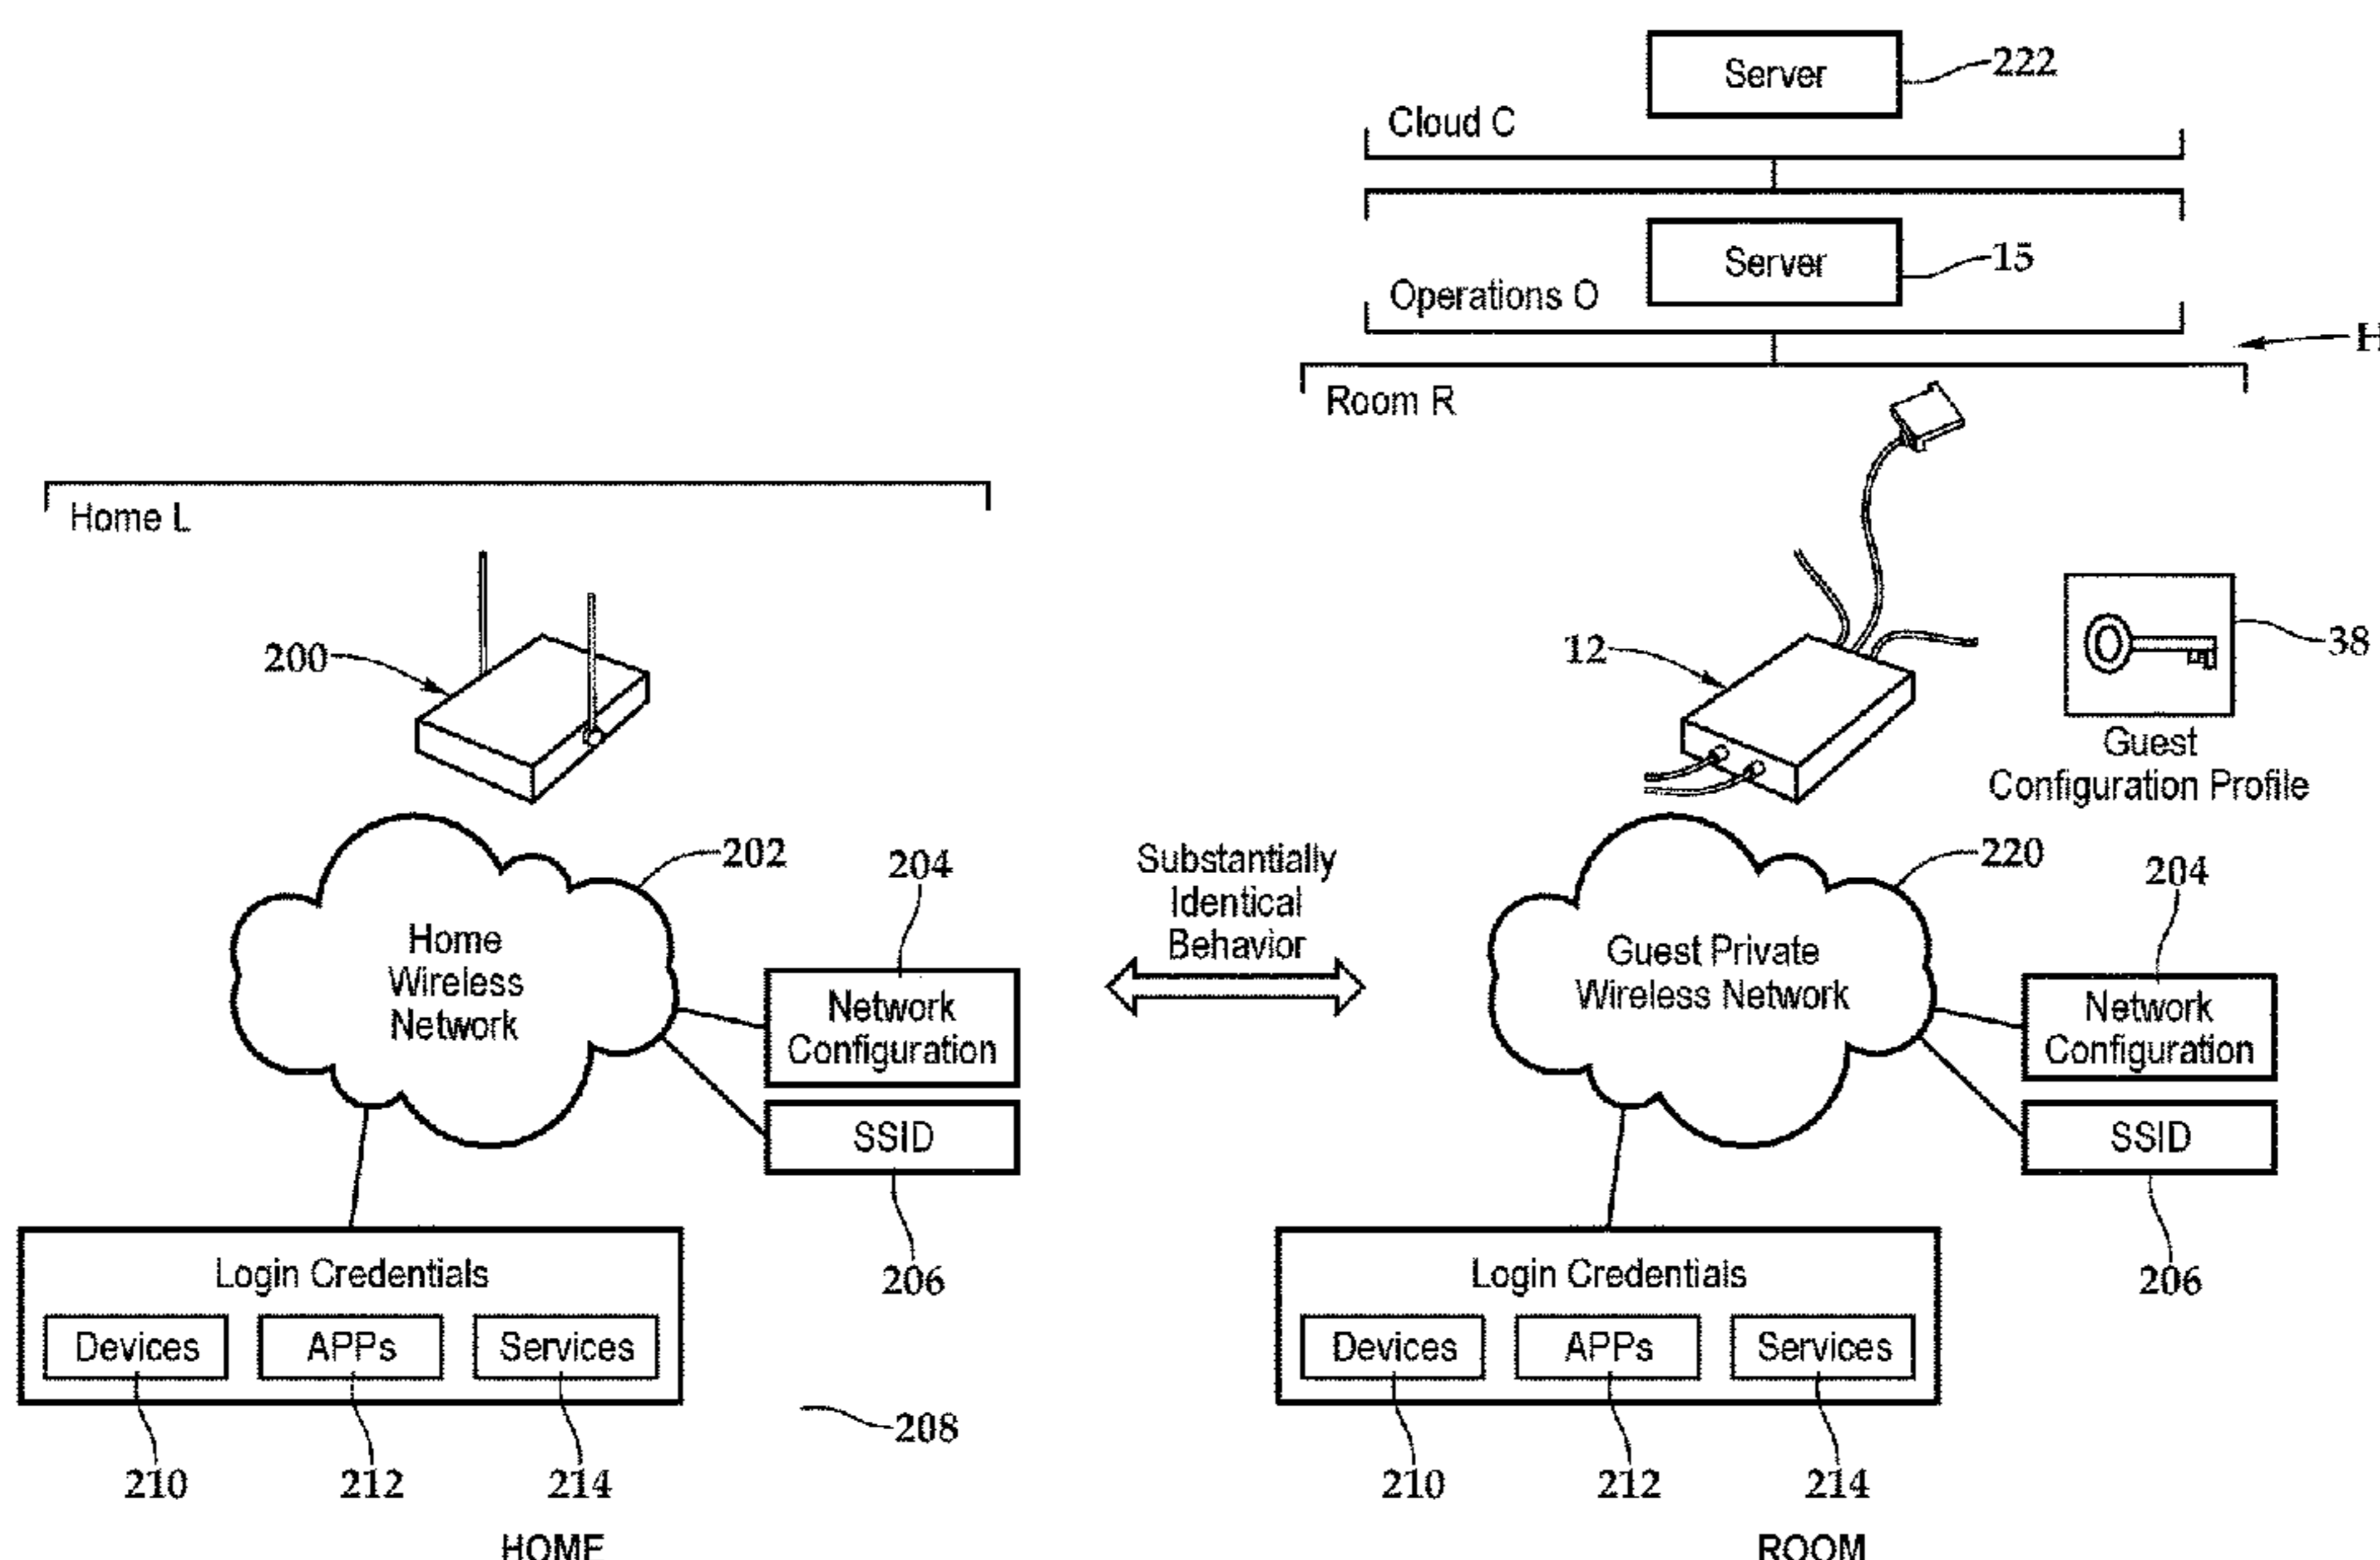 Server
222
Cloud C
Server
15
Operations O
H
Room R
Home L
200
12
38
Guest
Configuration Profile
202
204
Home
Wireless
Network
Network
Configuration
SSID
206
Substantially
Identical
Behavior
220
204
Guest Private
Wireless Network
Network
Configuration
SSID
206
Login Credentials
Devices
APPs
Services
208
210
212
214
HOME
Login Credentials
Devices
APPs
Services
210
212
214
ROOM